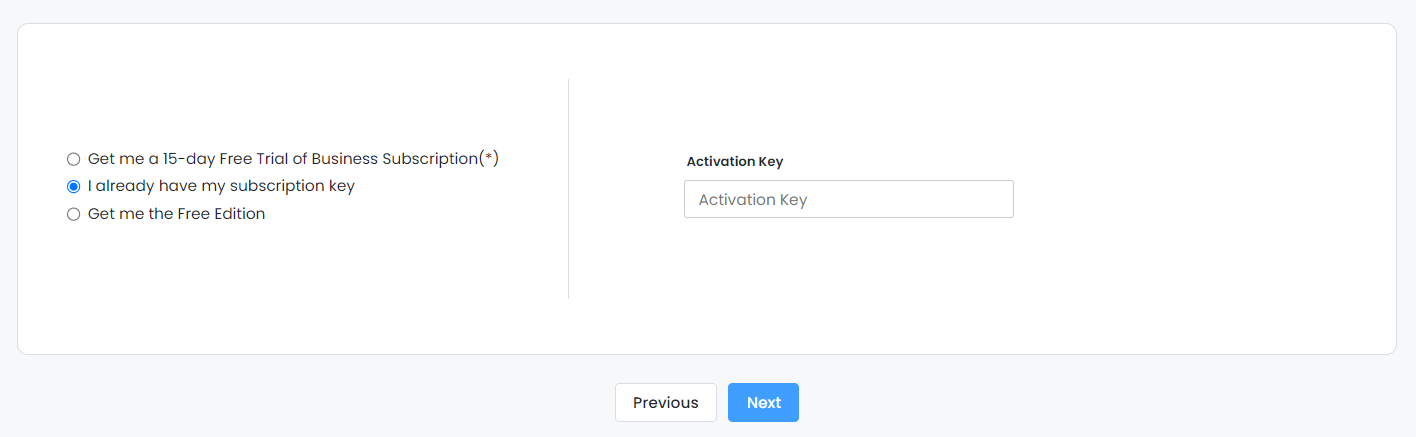 Get me a 15-day Free Trial of Business Subscription(*)
I already have my subscription key
Get me the Free Edition
Activation Key
Activation Key
Previous
Next